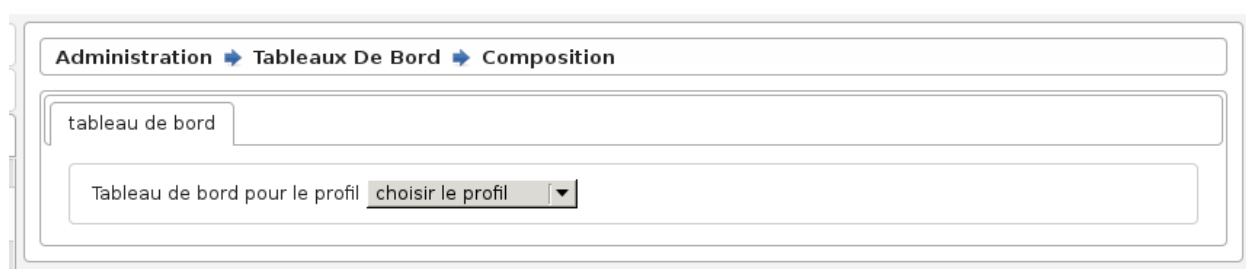 Administration Tableaux De Bord Composition
tableau de bord
Tableau de bord pour le profil choisir le profil